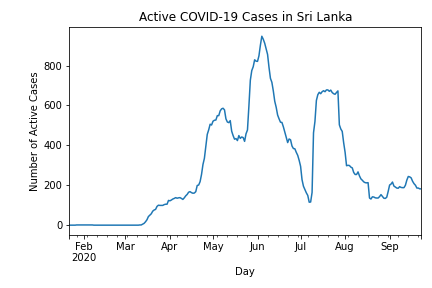 Active COVID-19 Cases in Sri Lanka
Number of Active Cases
800
600
400
200
0
Feb Mar Apr May Jun Jul Aug Sep
2020
Day